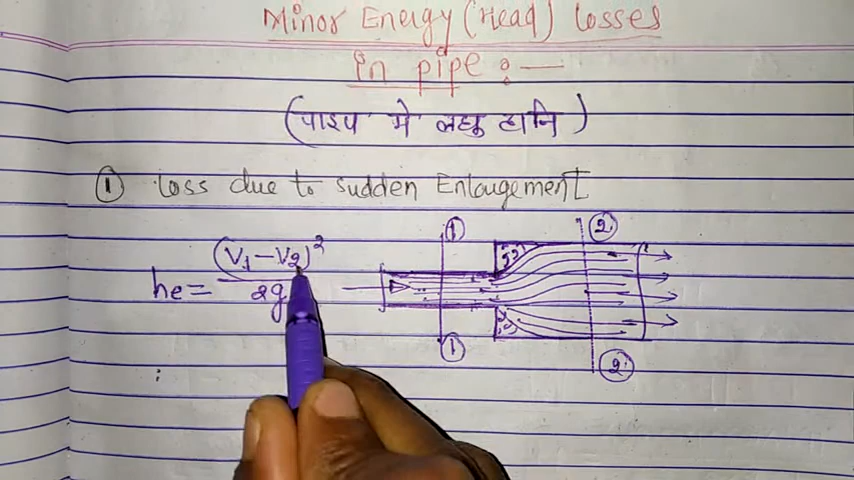 Minor Energy (Head) losses
in pipe :-
(पाइप में लघु हानि)
① loss due to sudden Enlaugement
he = (V1 - V2)² / 2g
① ②
① ②